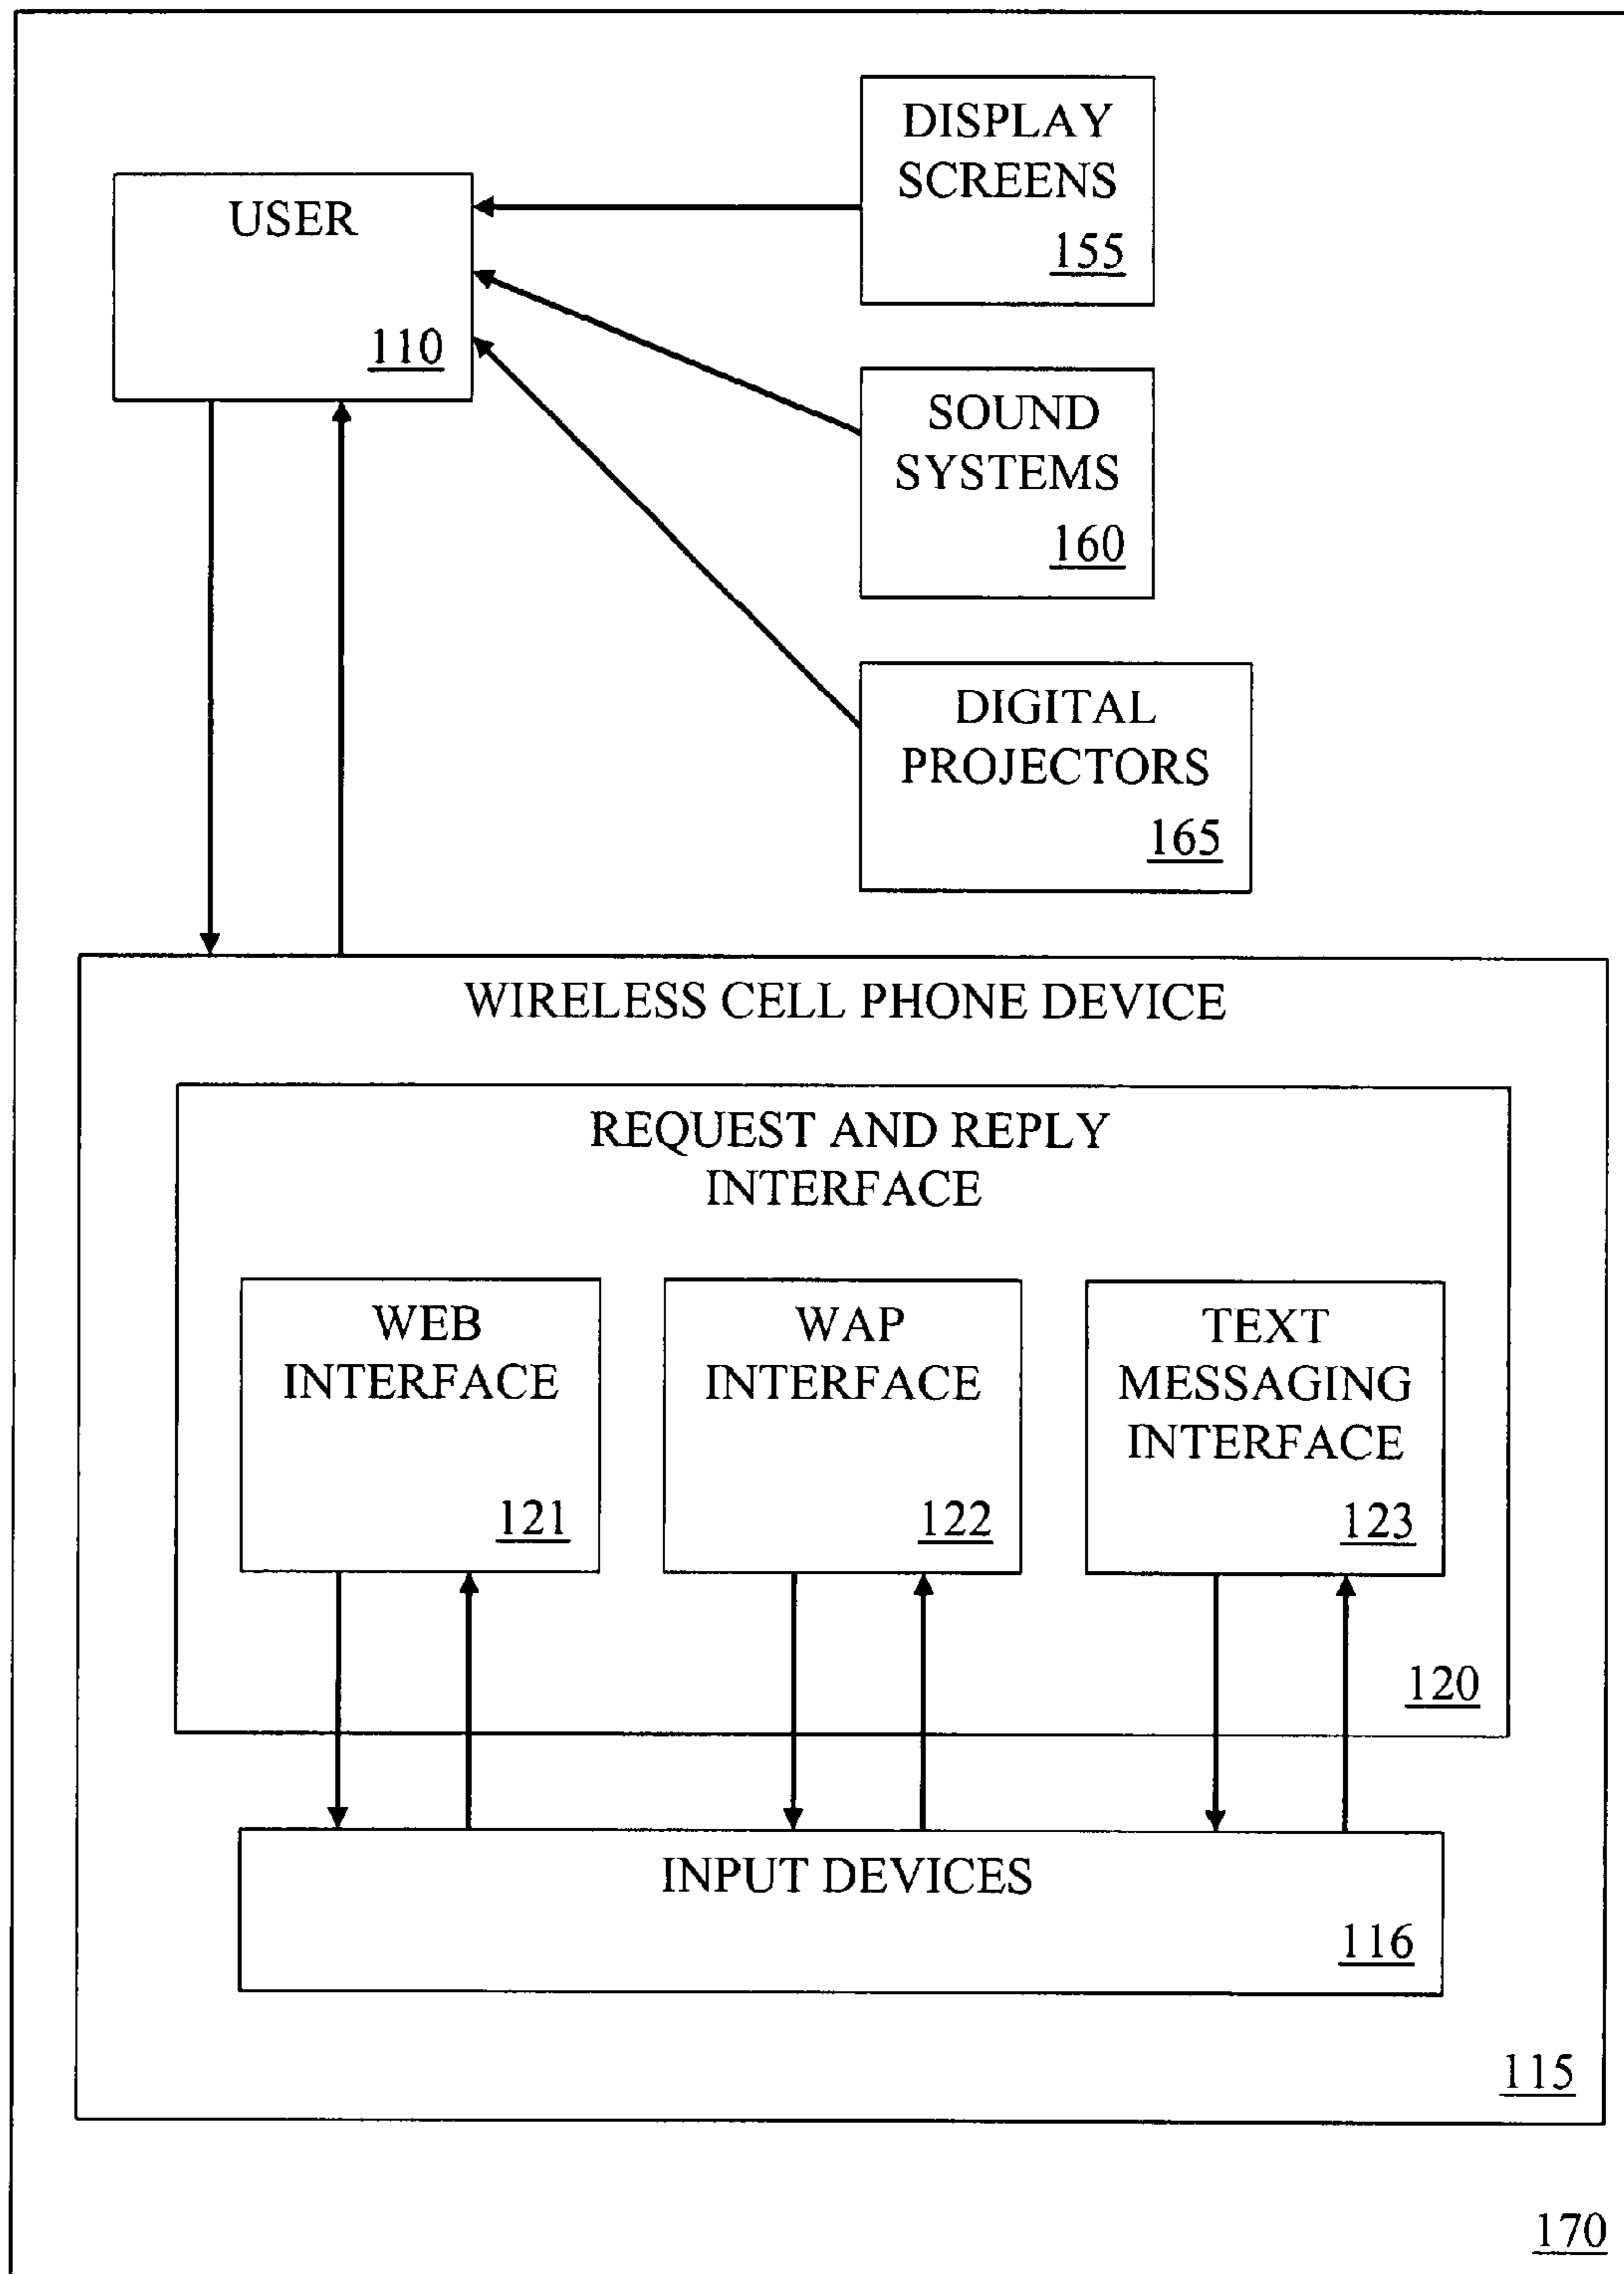 DISPLAY
SCREENS
155
USER
110
SOUND
SYSTEMS
160
DIGITAL
PROJECTORS
165
WIRELESS CELL PHONE DEVICE
REQUEST AND REPLY
INTERFACE
WEB
INTERFACE
121
WAP
INTERFACE
122
TEXT
MESSAGING
INTERFACE
123
120
INPUT DEVICES
116
115
170